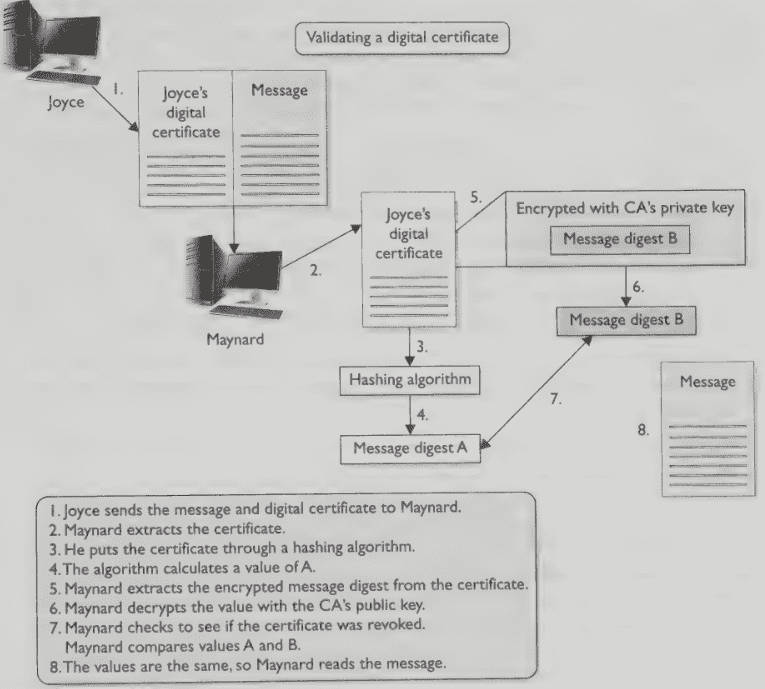 Validating a digital certificate
Joyce
1.
Joyce's
digital
certificate
Message
Maynard
2.
Joyce's
digital
certificate
5.
Encrypted with CA's private key
Message digest B
6.
Message digest B
3.
Hashing algorithm
4.
Message digest A
7.
8.
Message
1. Joyce sends the message and digital certificate to Maynard.
2. Maynard extracts the certificate.
3. He puts the certificate through a hashing algorithm.
4. The algorithm calculates a value of A.
5. Maynard extracts the encrypted message digest from the certificate.
6. Maynard decrypts the value with the CA's public key.
7. Maynard checks to see if the certificate was revoked.
Maynard compares values A and B.
8. The values are the same, so Maynard reads the message.